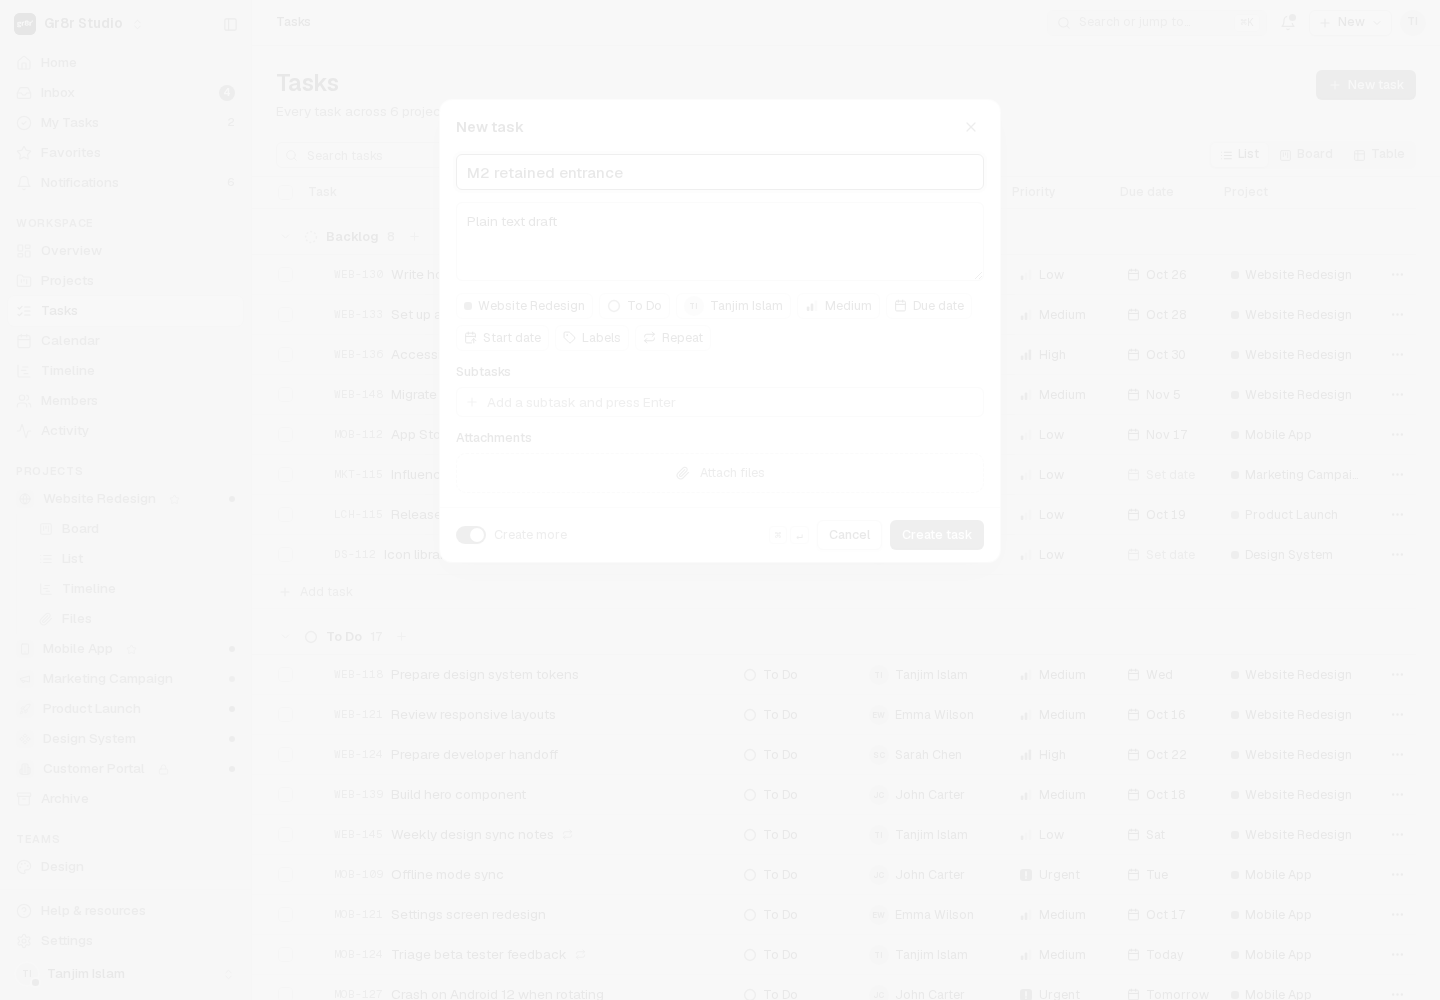 gr8r Gr8r Studio
Home
Inbox 4
My Tasks 2
Favorites
Notifications 6
WORKSPACE
Overview
Projects
Tasks
Calendar
Timeline
Members
Activity
PROJECTS
Website Redesign
Board
List
Timeline
Files
Mobile App
Marketing Campaign
Product Launch
Design System
Customer Portal
Archive
TEAMS
Design
Help & resources
Settings
TI Tanjim Islam
Tasks
Search or jump to... ⌘K
New
TI
Tasks
Every task across 6 projec
New task
Search tasks
List Board Table
Task Priority Due date Project
Backlog 8
WEB-130 Write ho Low Oct 26 Website Redesign
WEB-133 Set up a Medium Oct 28 Website Redesign
WEB-136 Access High Oct 30 Website Redesign
WEB-148 Migrate Medium Nov 5 Website Redesign
MOB-112 App Sto Low Nov 17 Mobile App
MKT-115 Influenc Low Set date Marketing Campai...
LCH-115 Release Low Oct 19 Product Launch
DS-112 Icon libra Low Set date Design System
Add task
New task
M2 retained entrance
Plain text draft
Website Redesign To Do TI Tanjim Islam Medium Due date
Start date Labels Repeat
Subtasks
Add a subtask and press Enter
Attachments
Attach files
Create more ⌘ ↵ Cancel Create task
To Do 17
WEB-118 Prepare design system tokens To Do TI Tanjim Islam Medium Wed Website Redesign
WEB-121 Review responsive layouts To Do EW Emma Wilson Medium Oct 16 Website Redesign
WEB-124 Prepare developer handoff To Do SC Sarah Chen High Oct 22 Website Redesign
WEB-139 Build hero component To Do JC John Carter Medium Oct 18 Website Redesign
WEB-145 Weekly design sync notes To Do TI Tanjim Islam Low Sat Website Redesign
MOB-109 Offline mode sync To Do JC John Carter Urgent Tue Mobile App
MOB-121 Settings screen redesign To Do EW Emma Wilson Medium Oct 17 Mobile App
MOB-124 Triage beta tester feedback To Do TI Tanjim Islam Medium Today Mobile App
MOB-127 Crash on Android 12 when rotating To Do JC John Carter Urgent Tomorrow Mobile App